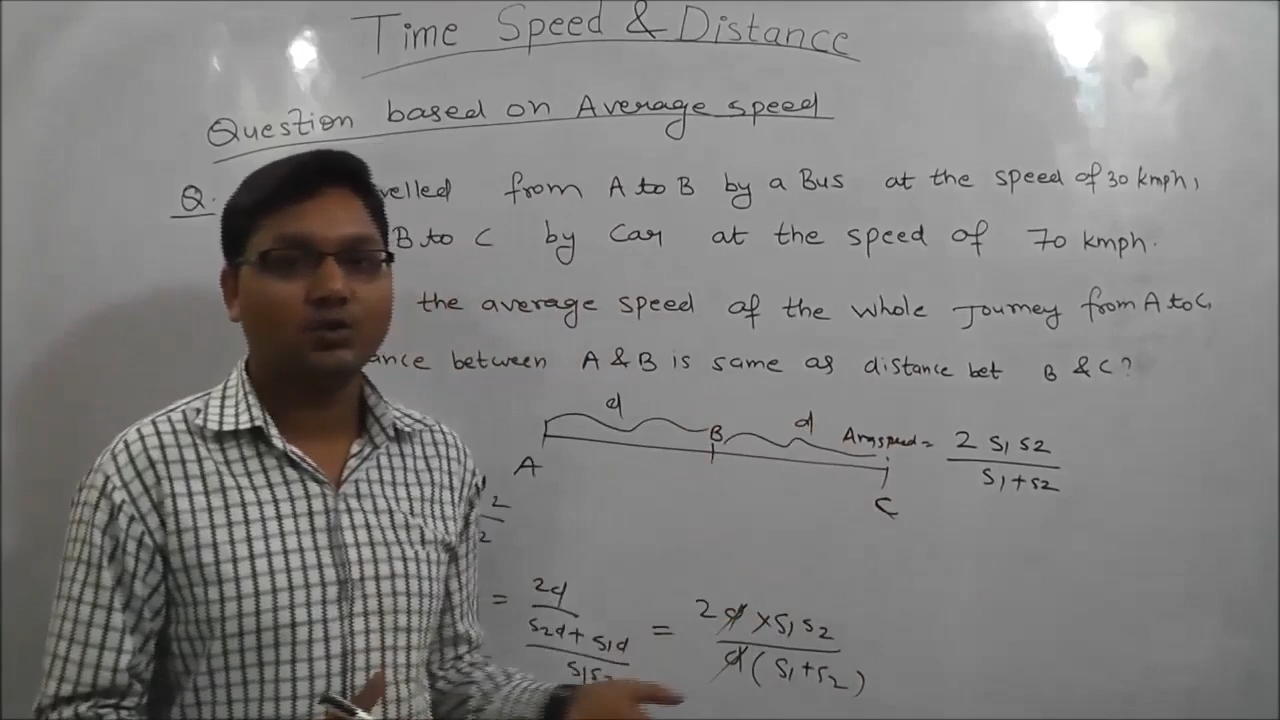 Time Speed & Distance
Question based on Average speed
Q. velled from A to B by a Bus at the speed of 30 kmph,
B to C by Car at the speed of 70 kmph.
the average speed of the whole Journey from A to C,
ance between A & B is same as distance bet B & C?
d
d
A B C
= 2 S1 S2 / S1 + S2
2
2
= 2d / S2d + S1d / S1S2 = 2d × S1 S2 / d (S1 + S2)